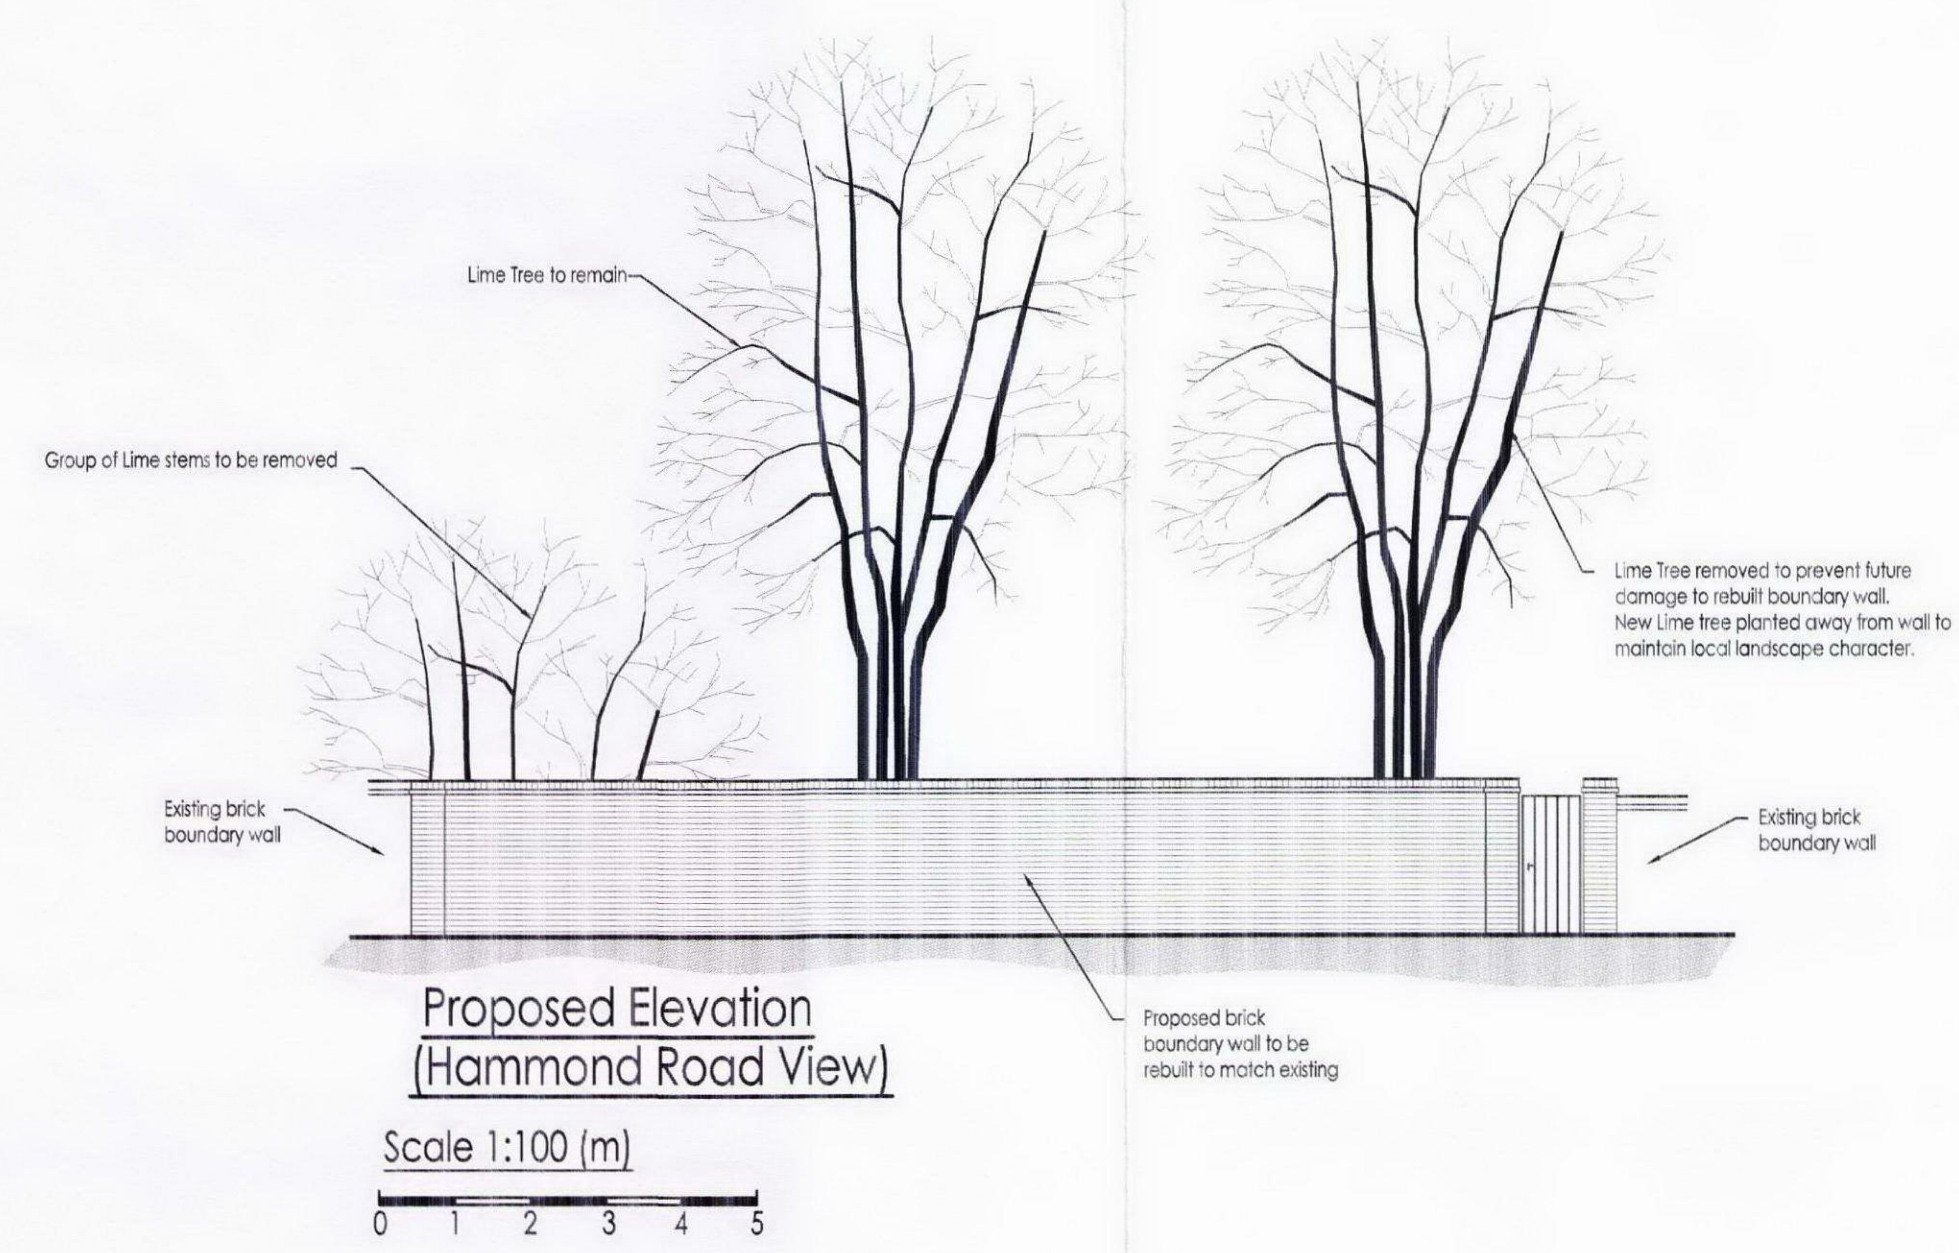 Lime Tree to remain
Group of Lime stems to be removed
Lime Tree removed to prevent future
damage to rebuilt boundary wall.
New Lime tree planted away from wall to
maintain local landscape character.
Existing brick
boundary wall
Existing brick
boundary wall
Proposed brick
boundary wall to be
rebuilt to match existing
Proposed Elevation
(Hammond Road View)
Scale 1:100 (m)
0 1 2 3 4 5